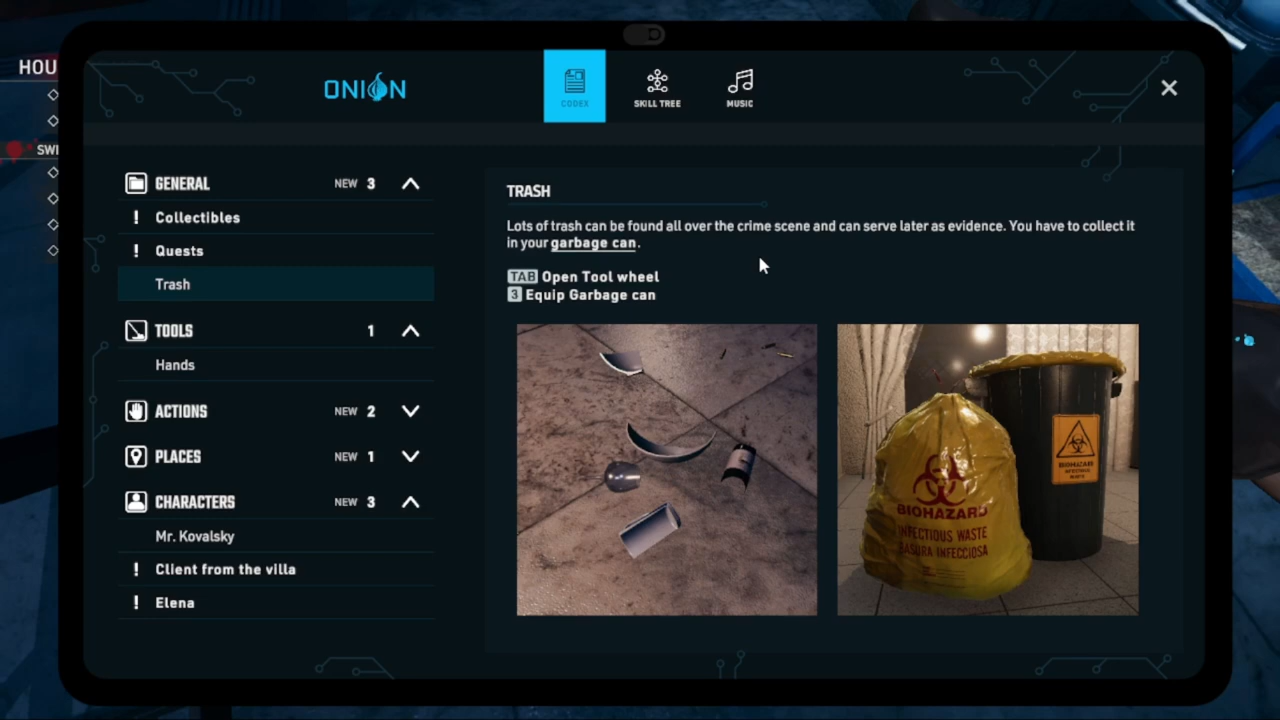 HOU
SWI
ONION
CODEX
SKILL TREE
MUSIC
GENERAL NEW 3
! Collectibles
! Quests
Trash
TOOLS 1
Hands
ACTIONS NEW 2
PLACES NEW 1
CHARACTERS NEW 3
Mr. Kovalsky
! Client from the villa
! Elena
TRASH
Lots of trash can be found all over the crime scene and can serve later as evidence. You have to collect it
in your garbage can.
TAB Open Tool wheel
3 Equip Garbage can
BIOHAZARD
INFECTIOUS WASTE
BASURA INFECCIOSA
BIOHAZARD
INFECTIOUS
WASTE